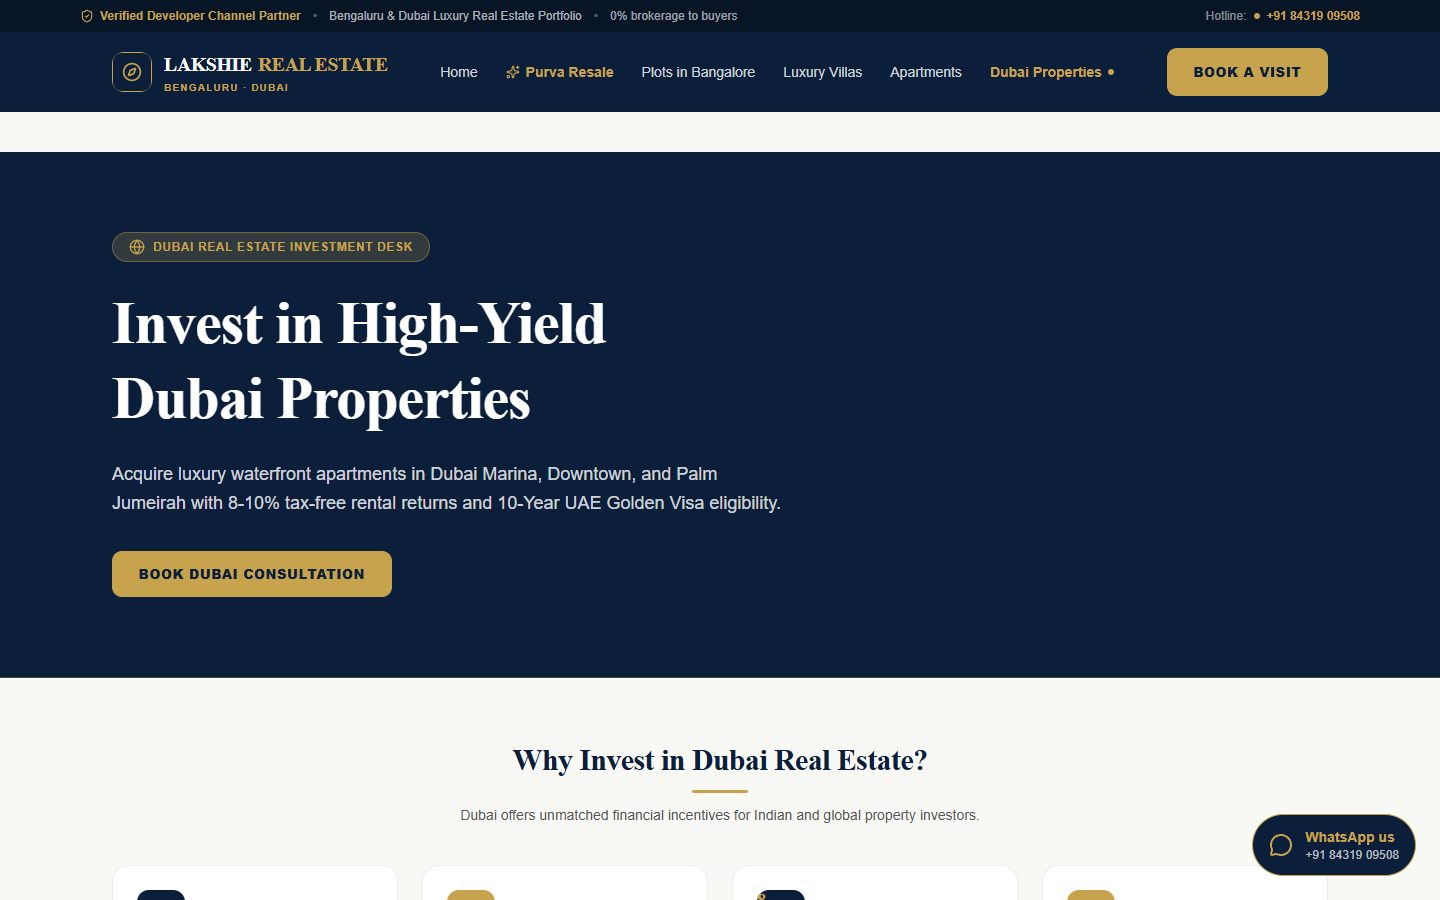 Verified Developer Channel Partner • Bengaluru & Dubai Luxury Real Estate Portfolio • 0% brokerage to buyers
Hotline: • +91 84319 09508
LAKSHIE REAL ESTATE
BENGALURU · DUBAI
Home
Purva Resale
Plots in Bangalore
Luxury Villas
Apartments
Dubai Properties •
BOOK A VISIT
DUBAI REAL ESTATE INVESTMENT DESK
Invest in High-Yield
Dubai Properties
Acquire luxury waterfront apartments in Dubai Marina, Downtown, and Palm
Jumeirah with 8-10% tax-free rental returns and 10-Year UAE Golden Visa eligibility.
BOOK DUBAI CONSULTATION
Why Invest in Dubai Real Estate?
Dubai offers unmatched financial incentives for Indian and global property investors.
WhatsApp us
+91 84319 09508